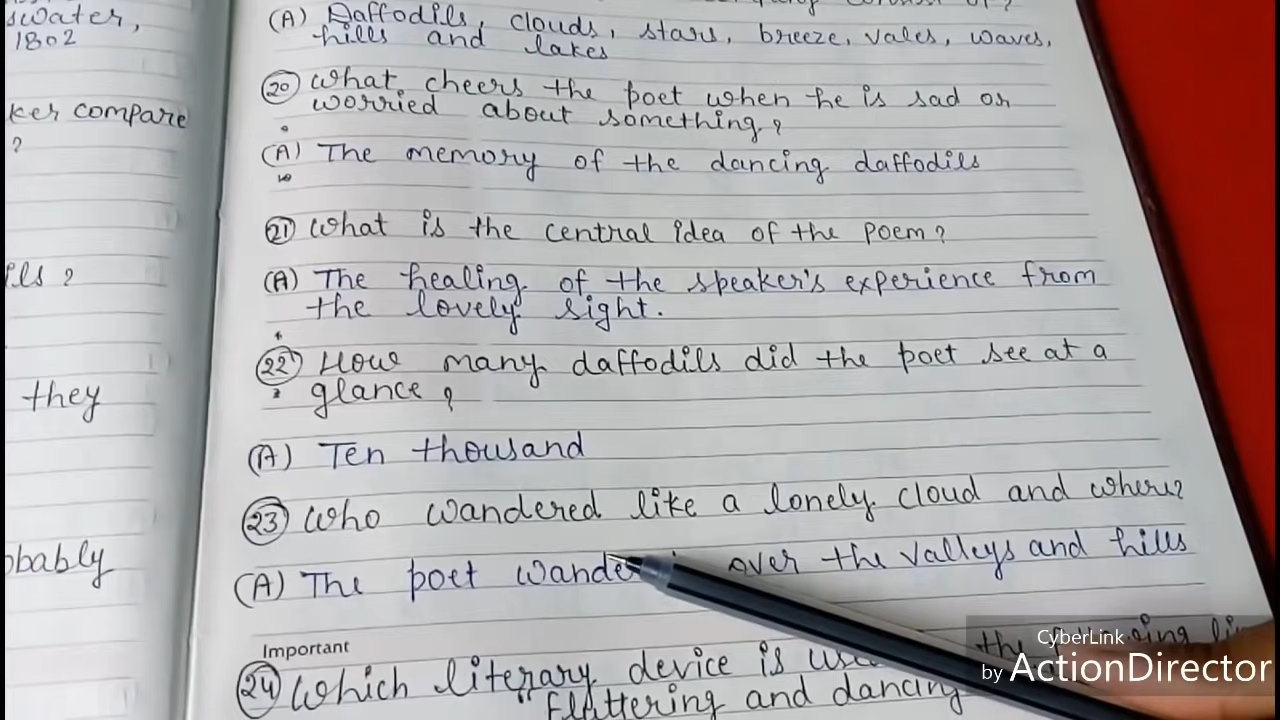 swater,
1802
ker compare
?
ils ?
they
obably
(A) Daffodils, clouds, stars, breeze, vales, waves,
hills and lakes
20 What cheers the poet when he is sad or
worried about something?
(A) The memory of the dancing daffodils
21 What is the central idea of the poem?
(A) The healing of the speaker's experience from
the lovely sight.
22 How many daffodils did the poet see at a
glance?
(A) Ten thousand
23 Who wandered like a lonely cloud and where?
(A) The poet over the valleys and hills
Important
24 Which literary device is the
"Fluttering and dancing
CyberLink
by ActionDirector